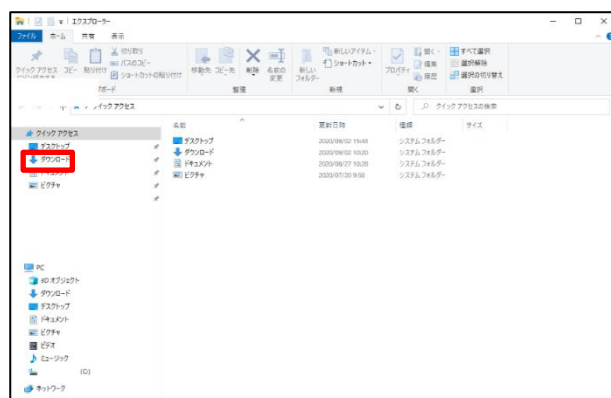 エクスプローラー
ファイル ホーム 共有 表示
クイック アクセス
コピー 貼り付け
切り取り
パスのコピー
ショートカットの貼り付け
移動先 コピー先 削除 名前の変更
新しいフォルダー
新しいアイテム
ショートカット
プロパティ
開く
編集
履歴
すべて選択
選択解除
選択の切り替え
整理 新規 開く 選択
クイック アクセス
クイック アクセスの検索
名前 更新日時 種類 サイズ
クイック アクセス
デスクトップ
ダウンロード
ドキュメント
ピクチャ
デスクトップ 2020/09/02 15:43 システム フォルダー
ダウンロード 2020/09/02 10:20 システム フォルダー
ドキュメント 2020/08/27 10:28 システム フォルダー
ピクチャ 2020/07/20 9:58 システム フォルダー
PC
3D オブジェクト
ダウンロード
デスクトップ
ドキュメント
ピクチャ
ビデオ
ミュージック
(C:)
ネットワーク